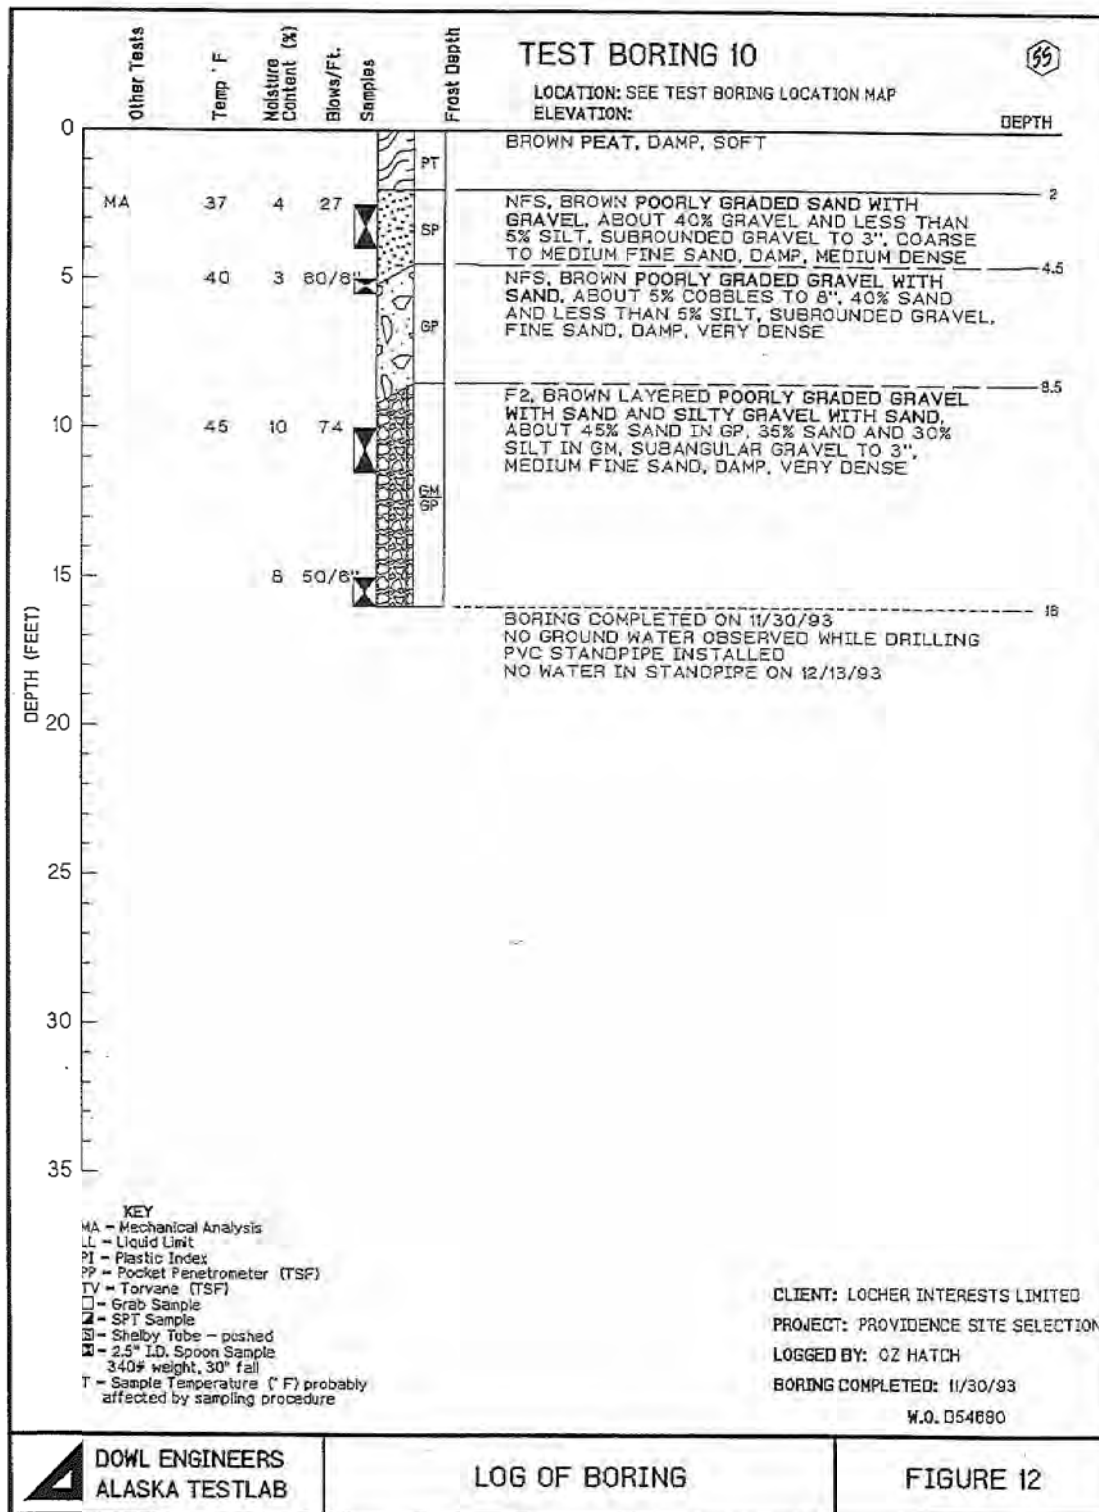 Other Tests
Temp °F
Moisture Content (%)
Blows/Ft.
Samples
Frost Depth
TEST BORING 10
55
LOCATION: SEE TEST BORING LOCATION MAP
ELEVATION:
DEPTH
0
BROWN PEAT, DAMP, SOFT
PT
2
MA 37 4 27
SP
NFS, BROWN POORLY GRADED SAND WITH
GRAVEL, ABOUT 40% GRAVEL AND LESS THAN
5% SILT, SUBROUNDED GRAVEL TO 3", COARSE
TO MEDIUM FINE SAND, DAMP, MEDIUM DENSE
4.5
5
40 3 80/6"
GP
NFS, BROWN POORLY GRADED GRAVEL WITH
SAND, ABOUT 5% COBBLES TO 8", 40% SAND
AND LESS THAN 5% SILT, SUBROUNDED GRAVEL,
FINE SAND, DAMP, VERY DENSE
8.5
10
45 10 74
GM
GP
F2, BROWN LAYERED POORLY GRADED GRAVEL
WITH SAND AND SILTY GRAVEL WITH SAND,
ABOUT 45% SAND IN GP, 35% SAND AND 30%
SILT IN GM, SUBANGULAR GRAVEL TO 3",
MEDIUM FINE SAND, DAMP, VERY DENSE
15
50/6"
16
BORING COMPLETED ON 11/30/93
NO GROUND WATER OBSERVED WHILE DRILLING
PVC STANDPIPE INSTALLED
NO WATER IN STANDPIPE ON 12/13/93
DEPTH (FEET)
20
25
30
35
KEY
MA - Mechanical Analysis
LL - Liquid Limit
PI - Plastic Index
PP - Pocket Penetrometer (TSF)
TV - Torvane (TSF)
- Grab Sample
- SPT Sample
- Shelby Tube - pushed
- 2.5" I.D. Spoon Sample
340# weight, 30" fall
T - Sample Temperature (°F) probably
affected by sampling procedure
CLIENT: LOCHER INTERESTS LIMITED
PROJECT: PROVIDENCE SITE SELECTION
LOGGED BY: OZ HATCH
BORING COMPLETED: 11/30/93
W.O. D54680
DOWL ENGINEERS
ALASKA TESTLAB
LOG OF BORING
FIGURE 12